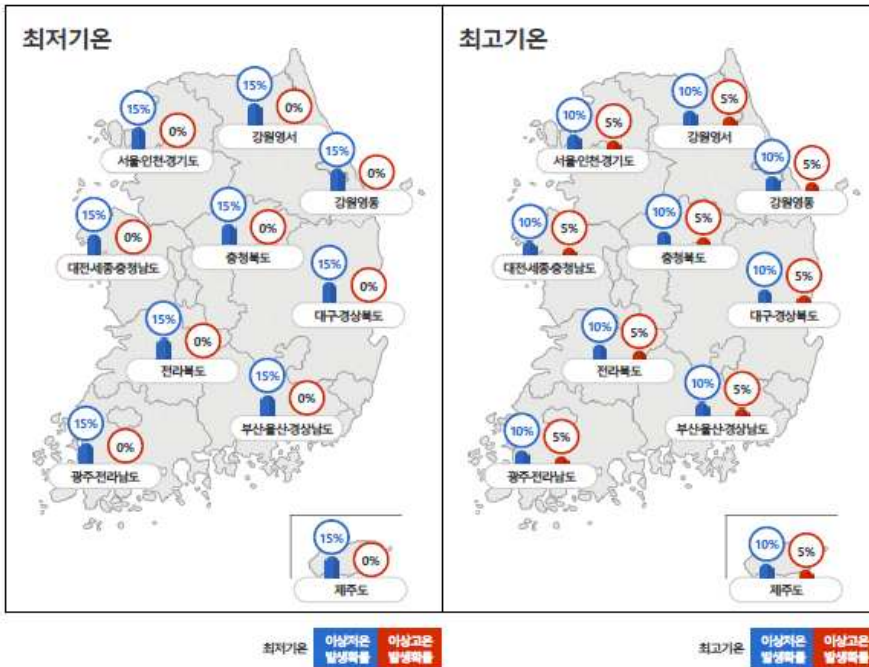 최저기온
15%
0%
강원영서
15%
0%
서울·인천·경기도
15%
0%
강원영동
15%
0%
대전·세종·충청남도
15%
0%
충청북도
15%
0%
대구·경상북도
15%
0%
전라북도
15%
0%
부산·울산·경상남도
15%
0%
광주·전라남도
15%
0%
제주도
최저기온
이상저온
발생확률
이상고온
발생확률
최고기온
10%
5%
강원영서
10%
5%
서울·인천·경기도
10%
5%
강원영동
10%
5%
대전·세종·충청남도
10%
5%
충청북도
10%
5%
대구·경상북도
10%
5%
전라북도
10%
5%
부산·울산·경상남도
10%
5%
광주·전라남도
10%
5%
제주도
최고기온
이상저온
발생확률
이상고온
발생확률